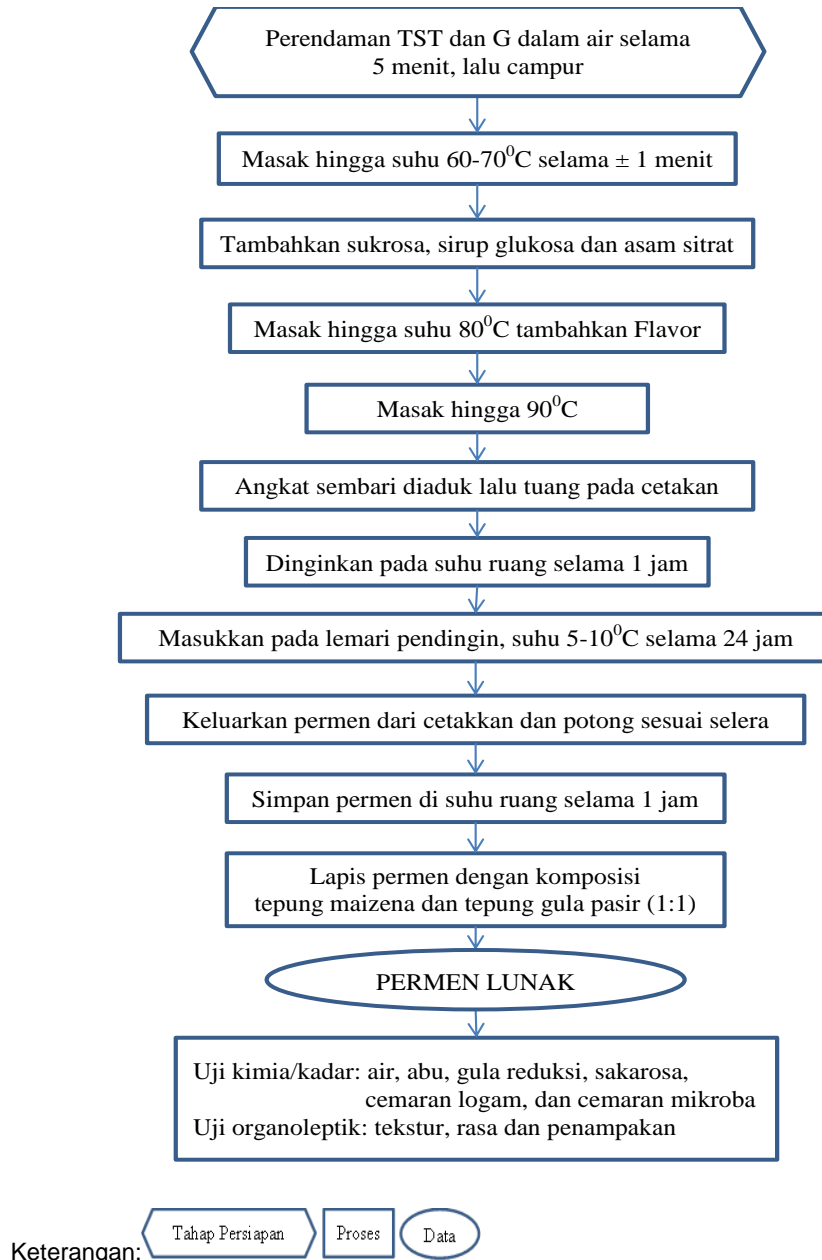 Perendaman TST dan G dalam air selama
5 menit, lalu campur
Masak hingga suhu 60-70⁰C selama ± 1 menit
Tambahkan sukrosa, sirup glukosa dan asam sitrat
Masak hingga suhu 80⁰C tambahkan Flavor
Masak hingga 90⁰C
Angkat sembari diaduk lalu tuang pada cetakan
Dinginkan pada suhu ruang selama 1 jam
Masukkan pada lemari pendingin, suhu 5-10⁰C selama 24 jam
Keluarkan permen dari cetakkan dan potong sesuai selera
Simpan permen di suhu ruang selama 1 jam
Lapis permen dengan komposisi
tepung maizena dan tepung gula pasir (1:1)
PERMEN LUNAK
Uji kimia/kadar: air, abu, gula reduksi, sakarosa,
cemaran logam, dan cemaran mikroba
Uji organoleptik: tekstur, rasa dan penampakan
Keterangan: Tahap Persiapan Proses Data